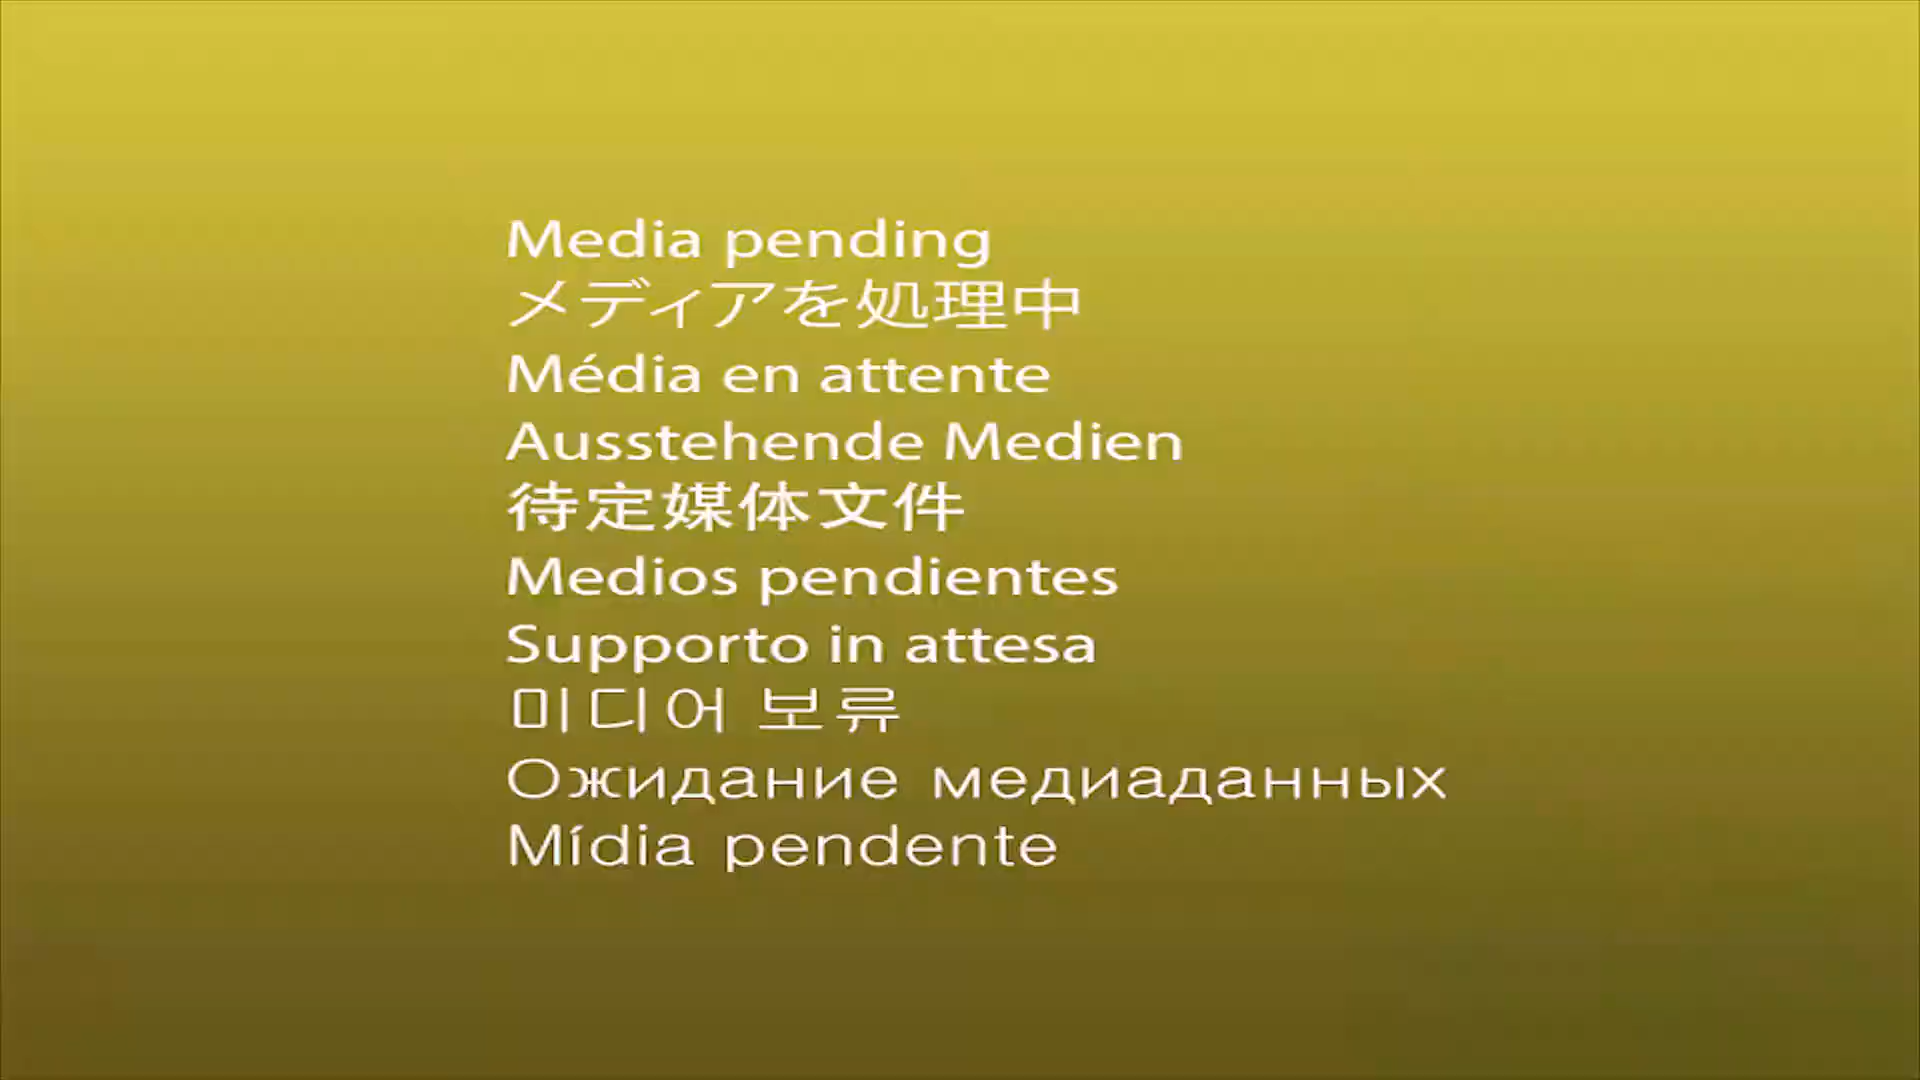 Media pending
メディアを処理中
Média en attente
Ausstehende Medien
待定媒体文件
Medios pendientes
Supporto in attesa
미디어 보류
Ожидание медиаданных
Mídia pendente